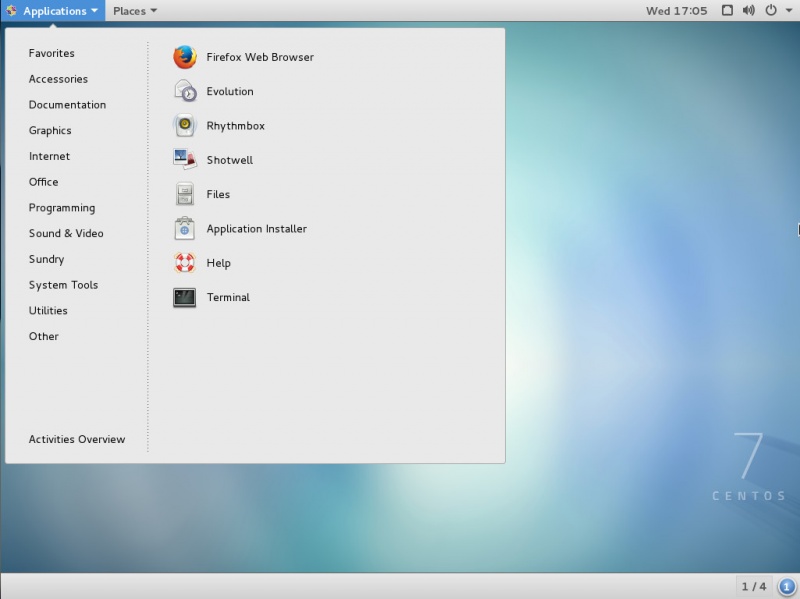 Applications Places Wed 17:05
Favorites
Accessories
Documentation
Graphics
Internet
Office
Programming
Sound & Video
Sundry
System Tools
Utilities
Other
Activities Overview
Firefox Web Browser
Evolution
Rhythmbox
Shotwell
Files
Application Installer
Help
Terminal
7
CENTOS
1 / 4 1